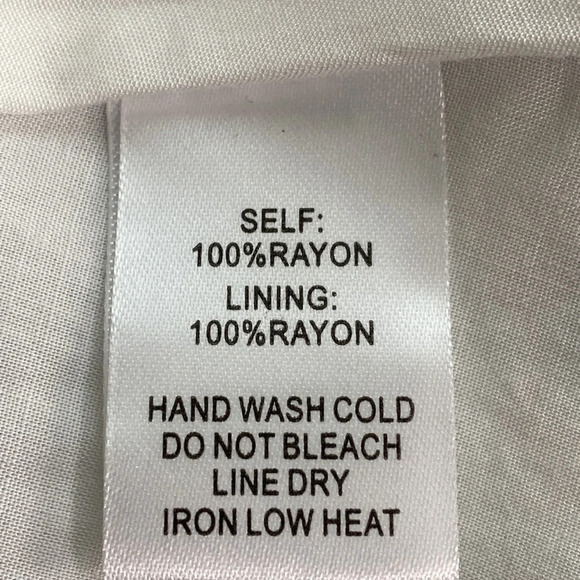 SELF:
100%RAYON
LINING:
100%RAYON
HAND WASH COLD
DO NOT BLEACH
LINE DRY
IRON LOW HEAT